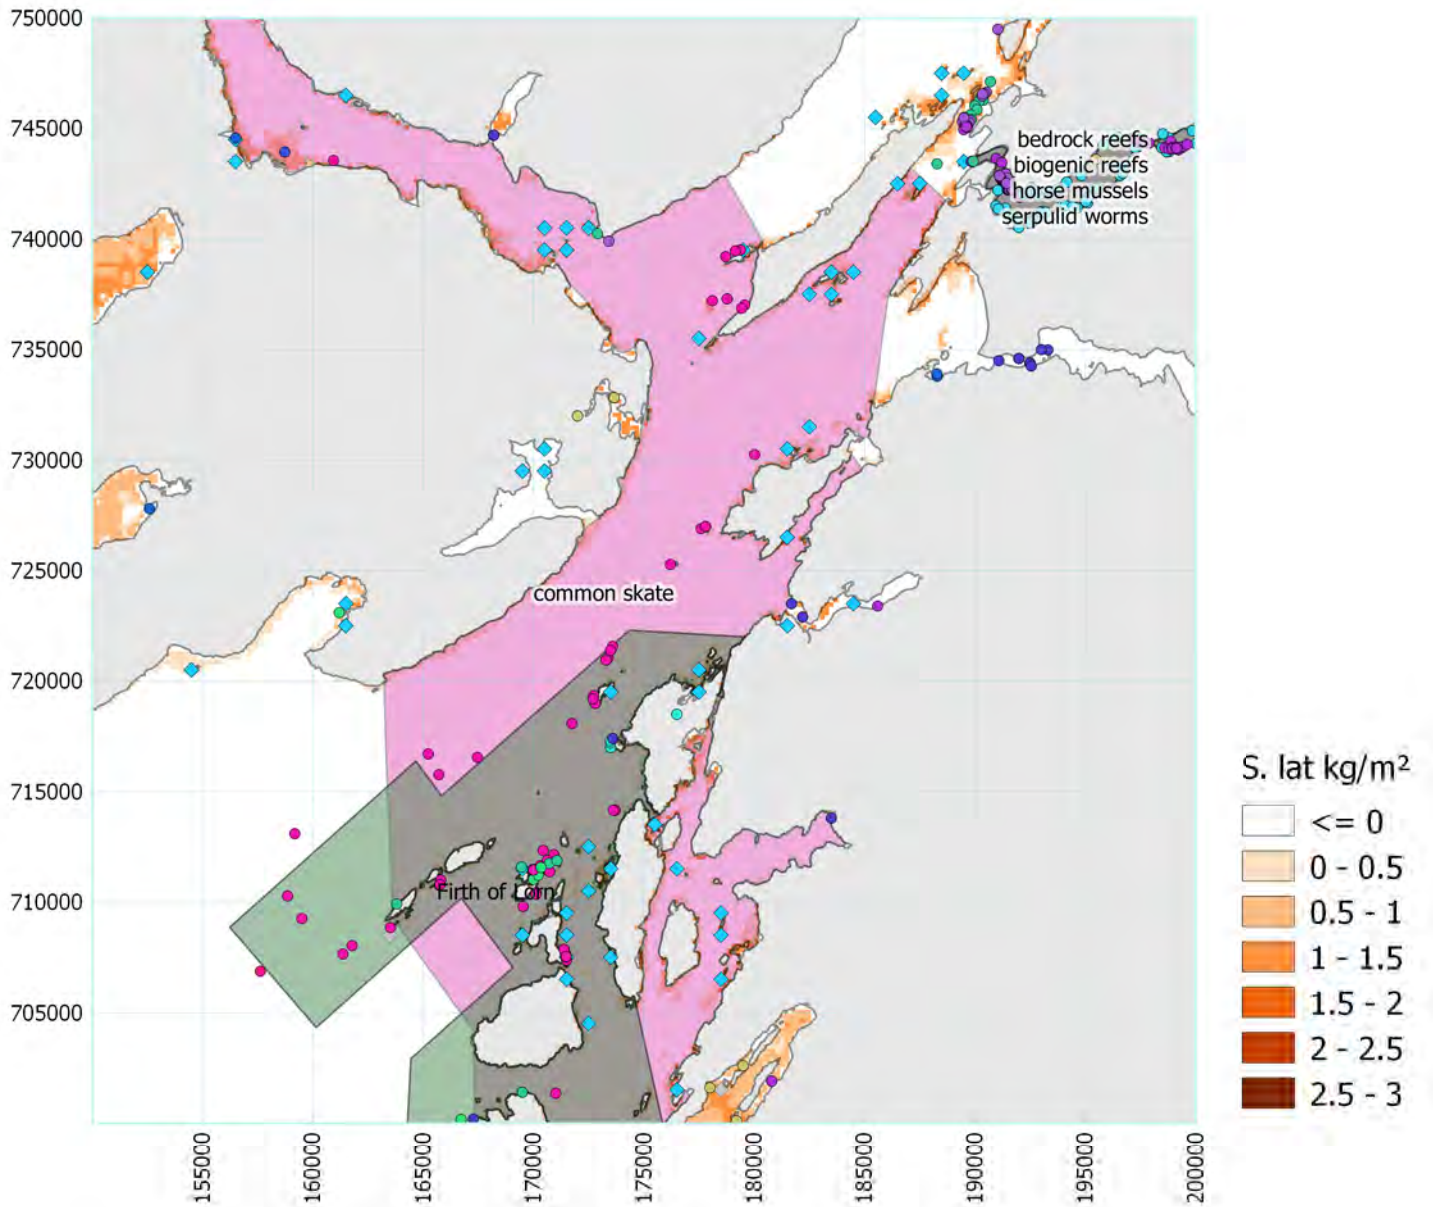 750000
745000
740000
735000
730000
725000
720000
715000
710000
705000
bedrock reefs
biogenic reefs
horse mussels
serpulid worms
common skate
Firth of Lorn
155000
160000
165000
170000
175000
180000
185000
190000
195000
200000
S. lat kg/m²
<= 0
0 - 0.5
0.5 - 1
1 - 1.5
1.5 - 2
2 - 2.5
2.5 - 3